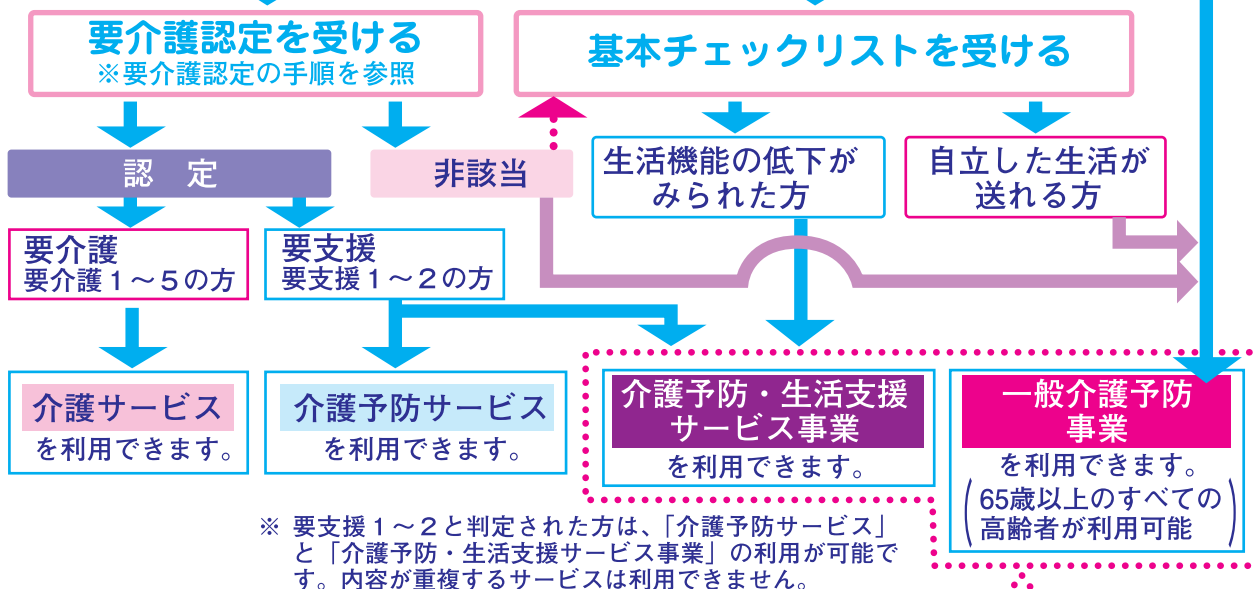 要介護認定を受ける
※要介護認定の手順を参照
基本チェックリストを受ける
認　定
非該当
生活機能の低下が
みられた方
自立した生活が
送れる方
要介護
要介護１～５の方
要支援
要支援１～２の方
介護サービス
を利用できます。
介護予防サービス
を利用できます。
介護予防・生活支援
サービス事業
を利用できます。
一般介護予防
事業
を利用できます。
(65歳以上のすべての
高齢者が利用可能)
※ 要支援１～２と判定された方は、「介護予防サービス」
と「介護予防・生活支援サービス事業」の利用が可能で
す。内容が重複するサービスは利用できません。